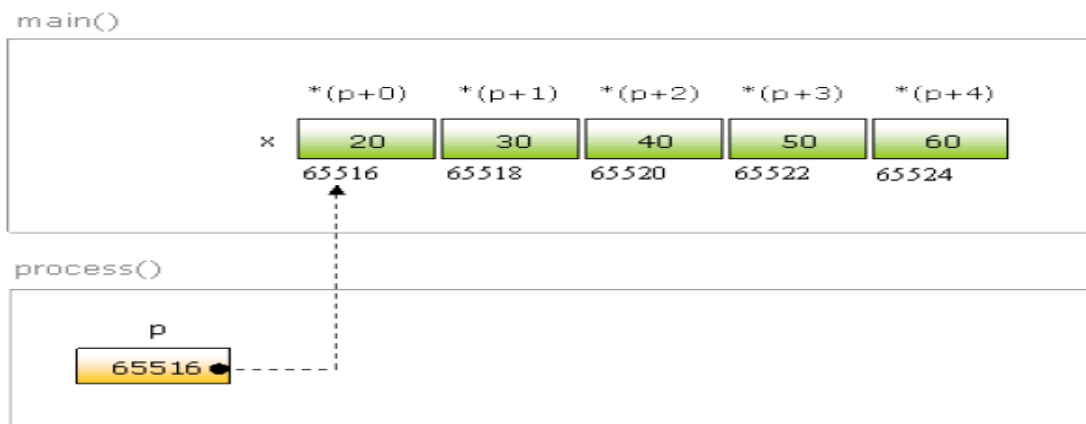 main()
*(p+0) *(p+1) *(p+2) *(p+3) *(p+4)
x 20 30 40 50 60
65516 65518 65520 65522 65524
process()
p
65516